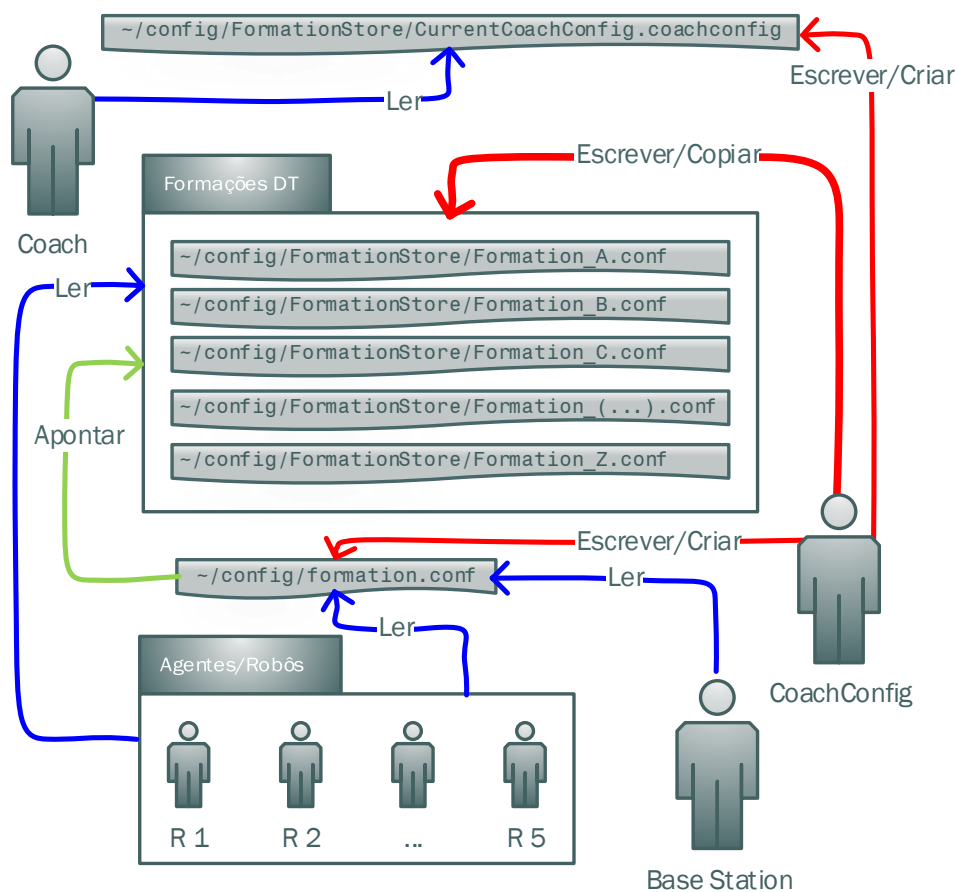 ~/config/FormationStore/CurrentCoachConfig.coachconfig
Escrever/Criar
Ler
Escrever/Copiar
Formações DT
Coach
~/config/FormationStore/Formation_A.conf
Ler
~/config/FormationStore/Formation_B.conf
~/config/FormationStore/Formation_C.conf
~/config/FormationStore/Formation_(...).conf
Apontar
~/config/FormationStore/Formation_Z.conf
Escrever/Criar
~/config/formation.conf
Ler
Ler
Agentes/Robôs
CoachConfig
R 1
R 2
...
R 5
Base Station